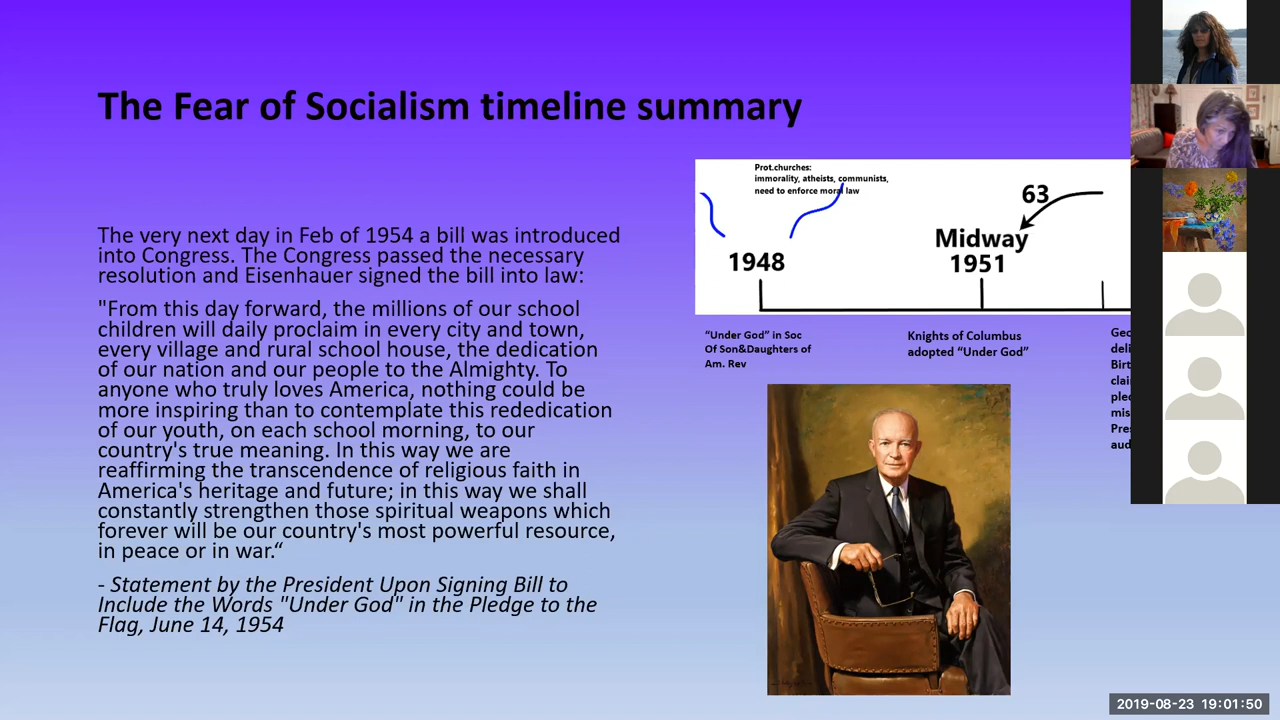 The Fear of Socialism timeline summary
The very next day in Feb of 1954 a bill was introduced
into Congress. The Congress passed the necessary
resolution and Eisenhauer signed the bill into law:
"From this day forward, the millions of our school
children will daily proclaim in every city and town,
every village and rural school house, the dedication
of our nation and our people to the Almighty. To
anyone who truly loves America, nothing could be
more inspiring than to contemplate this rededication
of our youth, on each school morning, to our
country's true meaning. In this way we are
reaffirming the transcendence of religious faith in
America's heritage and future; in this way we shall
constantly strengthen those spiritual weapons which
forever will be our country's most powerful resource,
in peace or in war.“
- Statement by the President Upon Signing Bill to
Include the Words "Under God" in the Pledge to the
Flag, June 14, 1954
Prot.churches:
immorality, atheists, communists,
need to enforce moral law
63
Midway
1948
1951
“Under God” in Soc
Of Son&Daughters of
Am. Rev
Knights of Columbus
adopted “Under God”
2019-08-23 19:01:50